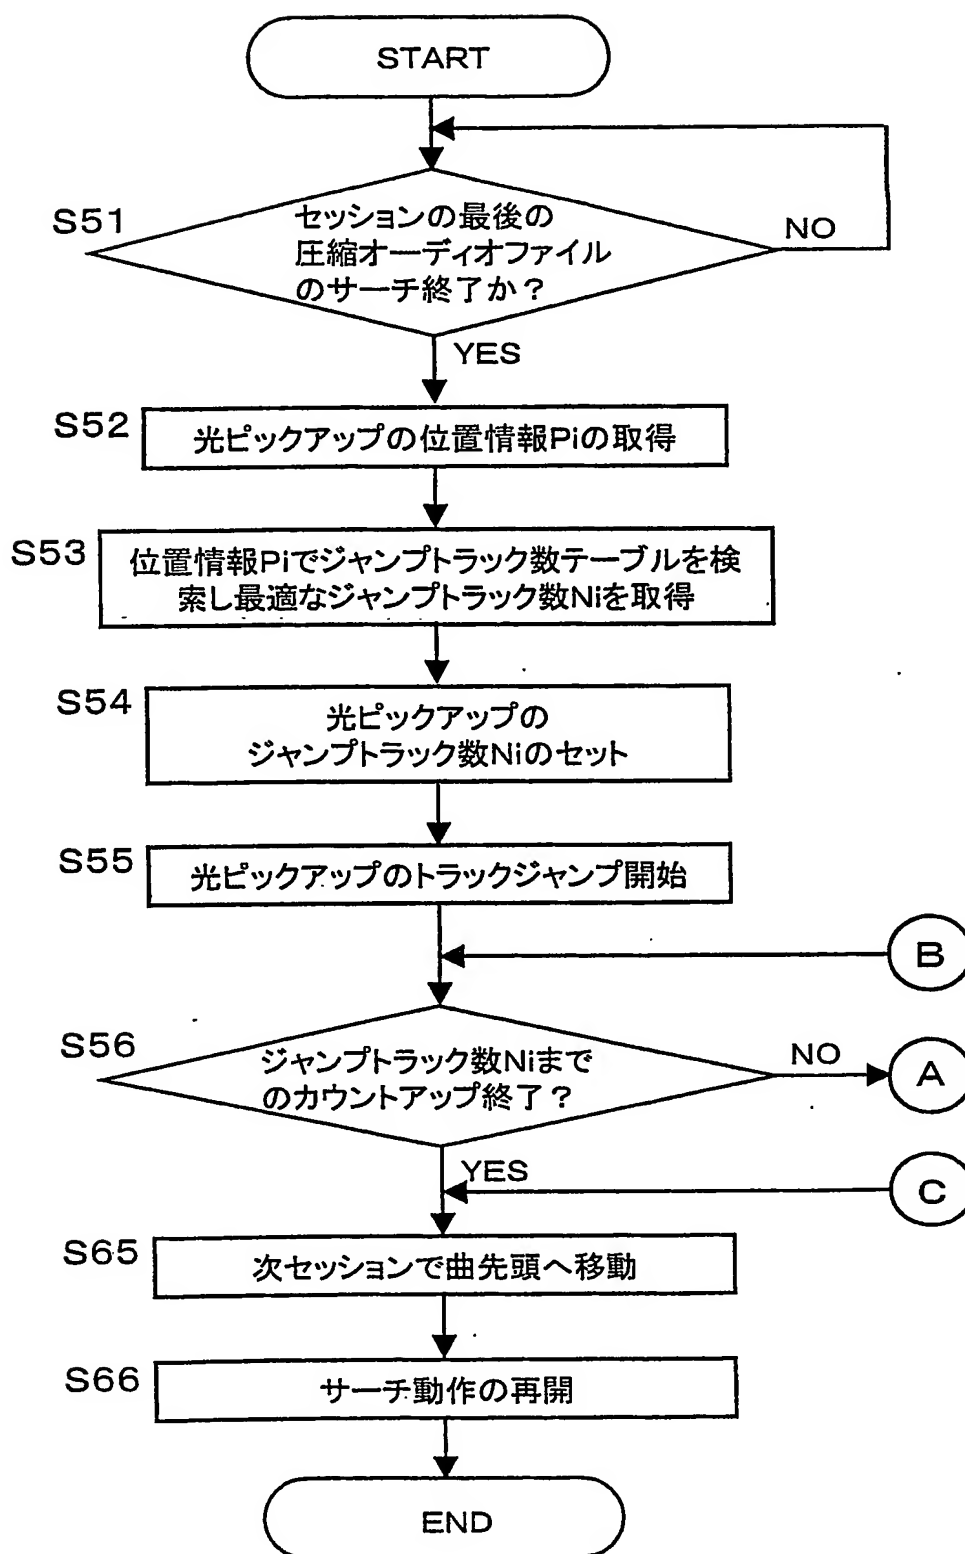 START
S51
セッションの最後の
圧縮オーディオファイル
のサーチ終了か?
NO
YES
S52
光ピックアップの位置情報Piの取得
S53
位置情報Piでジャンプトラック数テーブルを検
索し最適なジャンプトラック数Niを取得
S54
光ピックアップの
ジャンプトラック数Niのセット
S55
光ピックアップのトラックジャンプ開始
B
S56
ジャンプトラック数Niまで
のカウントアップ終了?
NO
A
YES
C
S65
次セッションで曲先頭へ移動
S66
サーチ動作の再開
END